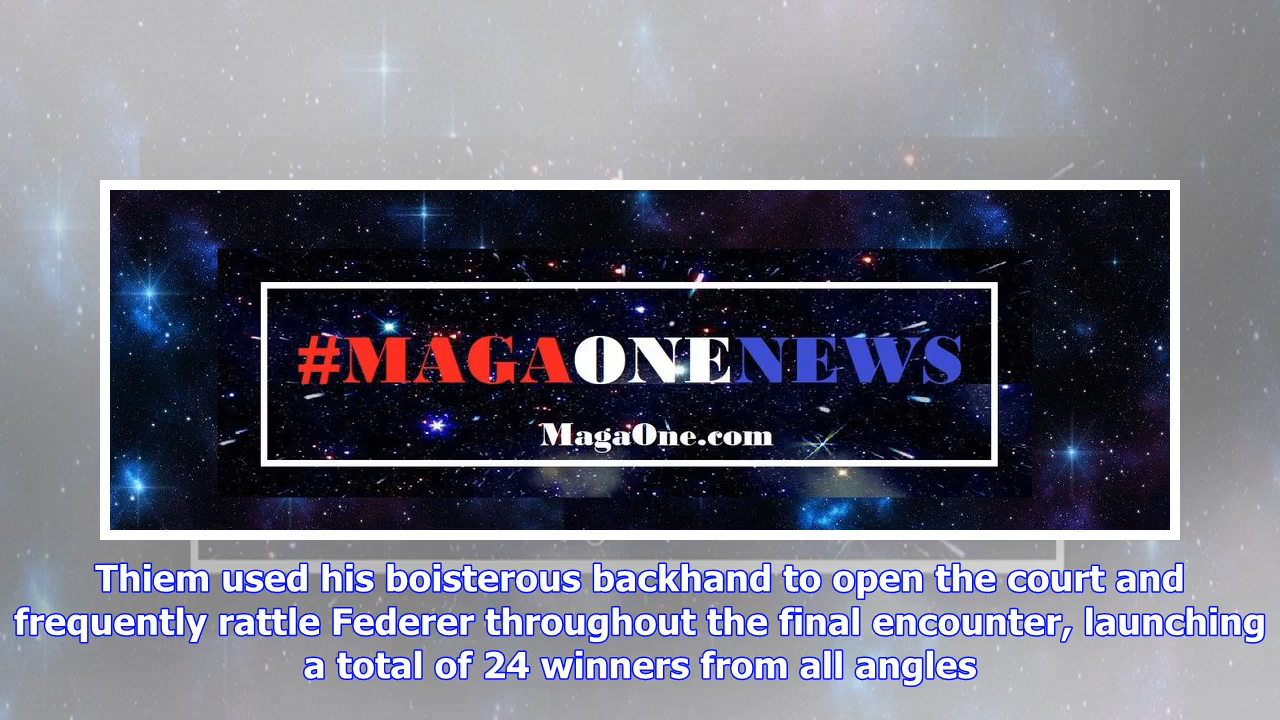 #MAGAONENEWS
MagaOne.com
Thiem used his boisterous backhand to open the court and
frequently rattle Federer throughout the final encounter, launching
a total of 24 winners from all angles